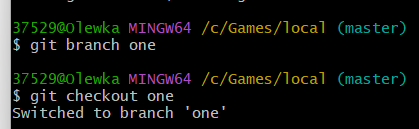 37529@Olewka MINGW64 /c/Games/local (master)
$ git branch one
37529@Olewka MINGW64 /c/Games/local (master)
$ git checkout one
Switched to branch 'one'